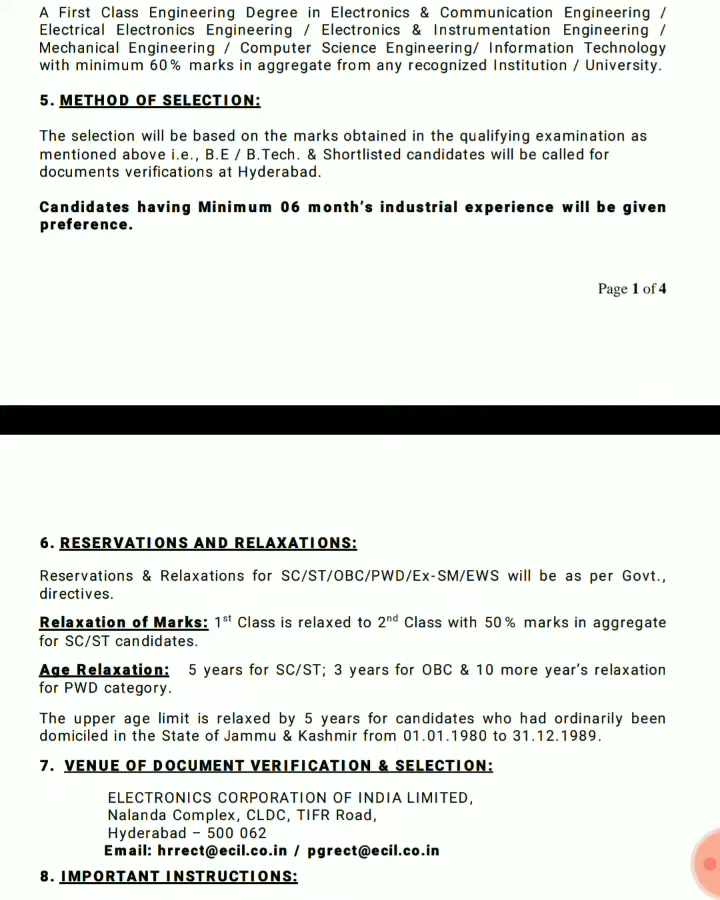 A First Class Engineering Degree in Electronics & Communication Engineering /
Electrical Electronics Engineering / Electronics & Instrumentation Engineering /
Mechanical Engineering / Computer Science Engineering/ Information Technology
with minimum 60% marks in aggregate from any recognized Institution / University.
5. METHOD OF SELECTION:
The selection will be based on the marks obtained in the qualifying examination as
mentioned above i.e., B.E / B.Tech. & Shortlisted candidates will be called for
documents verifications at Hyderabad.
Candidates having Minimum 06 month's industrial experience will be given
preference.
Page 1 of 4
6. RESERVATIONS AND RELAXATIONS:
Reservations & Relaxations for SC/ST/OBC/PWD/Ex-SM/EWS will be as per Govt.,
directives.
Relaxation of Marks: 1st Class is relaxed to 2nd Class with 50% marks in aggregate
for SC/ST candidates.
Age Relaxation: 5 years for SC/ST; 3 years for OBC & 10 more year's relaxation
for PWD category.
The upper age limit is relaxed by 5 years for candidates who had ordinarily been
domiciled in the State of Jammu & Kashmir from 01.01.1980 to 31.12.1989.
7. VENUE OF DOCUMENT VERIFICATION & SELECTION:
ELECTRONICS CORPORATION OF INDIA LIMITED,
Nalanda Complex, CLDC, TIFR Road,
Hyderabad – 500 062
Email: hrrect@ecil.co.in / pgrect@ecil.co.in
8. IMPORTANT INSTRUCTIONS: